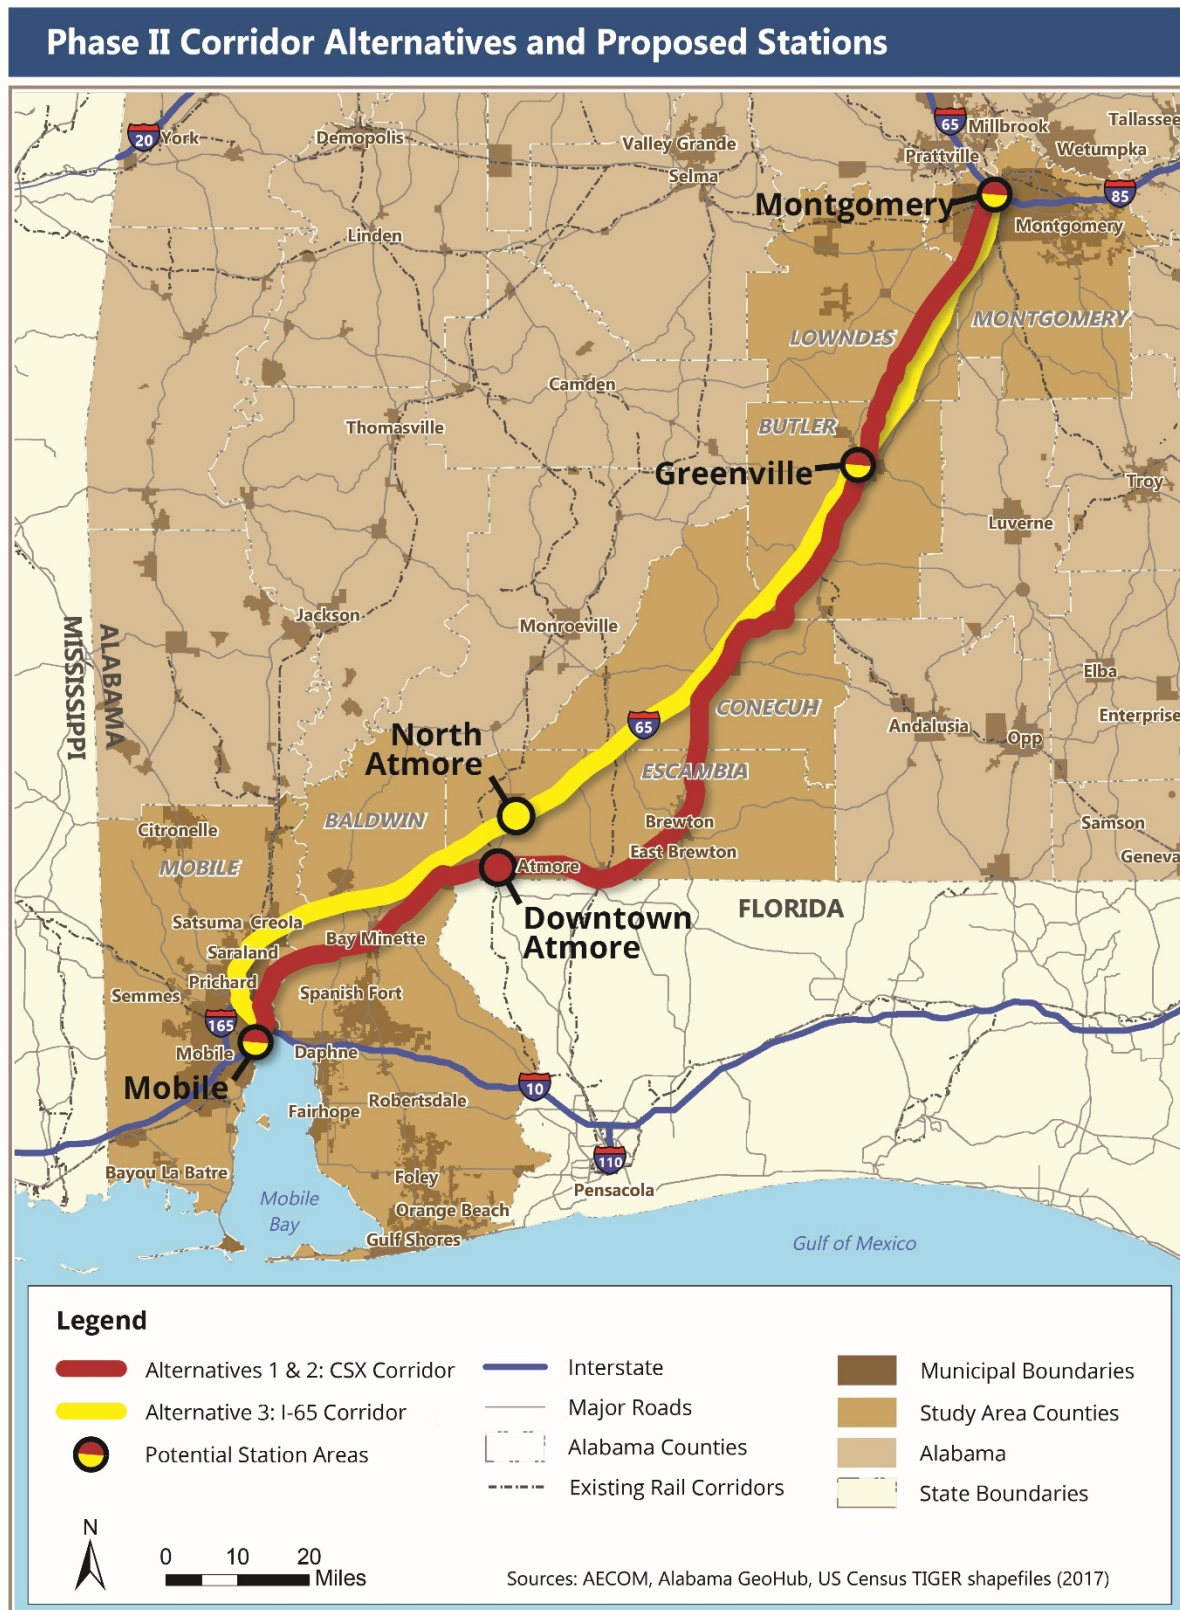 Phase II Corridor Alternatives and Proposed Stations
20
York
Demopolis
Valley Grande
Selma
65
Millbrook
Tallassee
Prattville
Wetumpka
Montgomery
85
Montgomery
Linden
LOWNDES
MONTGOMERY
Camden
Thomasville
BUTLER
Greenville
Troy
Luverne
Jackson
Monroeville
MISSISSIPPI
ALABAMA
Elba
Enterprise
CONECUH
Andalusia
Opp
65
North
Atmore
ESCAMBIA
BALDWIN
Citronelle
Brewton
Samson
MOBILE
East Brewton
Geneva
Atmore
Downtown
Atmore
FLORIDA
Satsuma
Creola
Bay Minette
Saraland
Prichard
Semmes
Spanish Fort
165
Mobile
Daphne
Mobile
10
Robertsdale
Fairhope
110
Bayou La Batre
Foley
Pensacola
Mobile
Bay
Orange Beach
Gulf Shores
Gulf of Mexico
Legend
Alternatives 1 & 2: CSX Corridor
Alternative 3: I-65 Corridor
Potential Station Areas
Interstate
Major Roads
Alabama Counties
Existing Rail Corridors
Municipal Boundaries
Study Area Counties
Alabama
State Boundaries
N
0 10 20
Miles
Sources: AECOM, Alabama GeoHub, US Census TIGER shapefiles (2017)